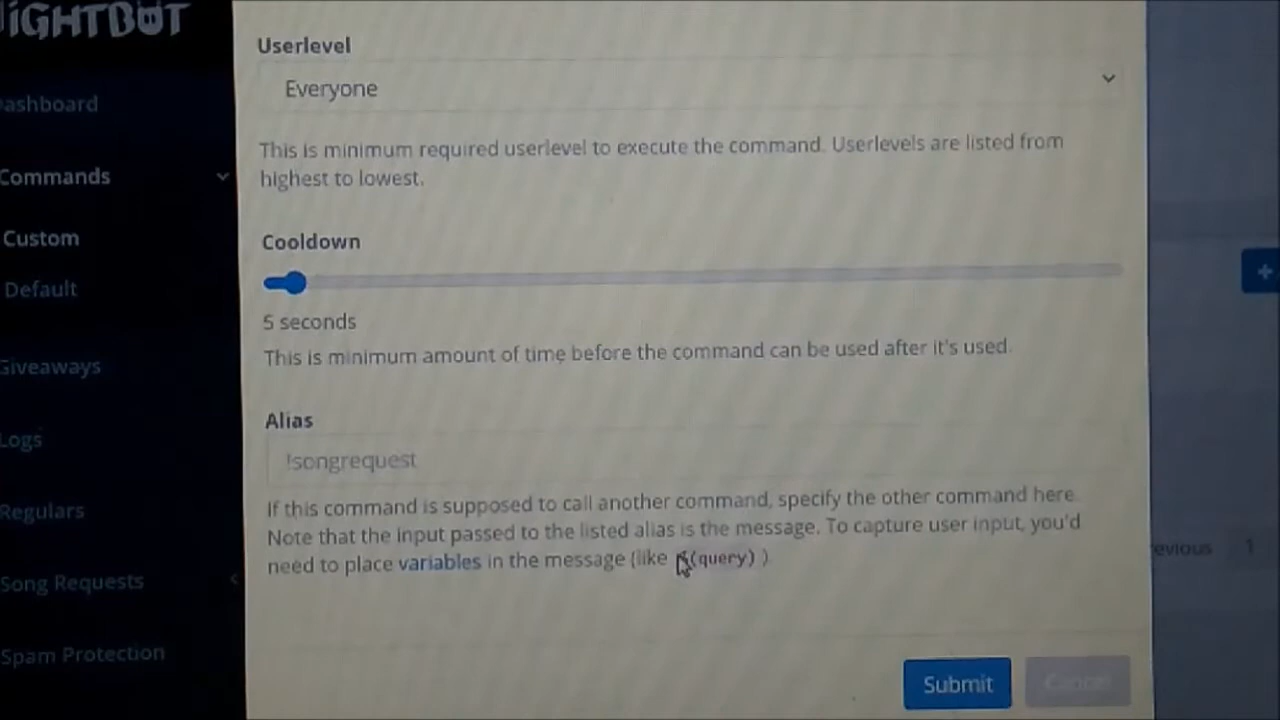 iGHTBOT
ashboard
Commands
Custom
Default
Giveaways
Logs
Regulars
Song Requests
Spam Protection
Userlevel
Everyone
This is minimum required userlevel to execute the command. Userlevels are listed from
highest to lowest.
Cooldown
5 seconds
This is minimum amount of time before the command can be used after it's used.
Alias
!songrequest
If this command is supposed to call another command, specify the other command here.
Note that the input passed to the listed alias is the message. To capture user input, you'd
need to place variables in the message (like (query) )
Submit
Cancel
+
evious 1